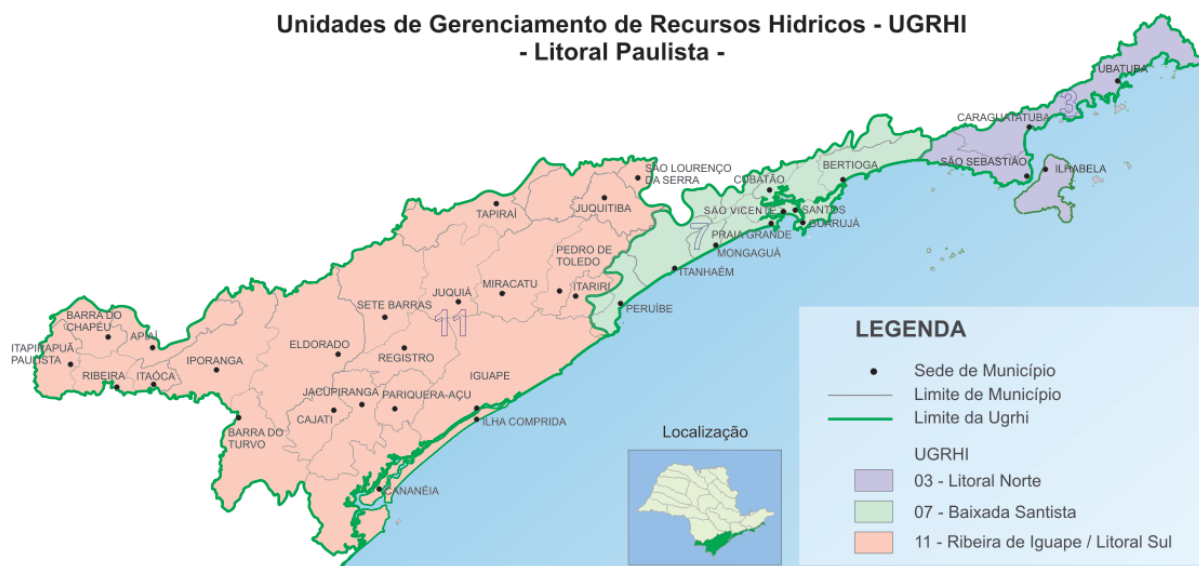 Unidades de Gerenciamento de Recursos Hídricos - UGRHI
- Litoral Paulista -
UBATUBA
3
CARAGUATATUBA
SÃO SEBASTIÃO
ILHABELA
BERTIOGA
CUBATÃO
SÃO VICENTE
SANTOS
GUARUJÁ
PRAIA GRANDE
7
MONGAGUÁ
ITANHAÉM
PERUÍBE
SÃO LOURENÇO
DA SERRA
JUQUITIBA
TAPIRAÍ
PEDRO DE
TOLEDO
ITARIRI
MIRACATU
JUQUIÁ
SETE BARRAS
11
REGISTRO
ELDORADO
IGUAPE
JACUPIRANGA
PARIQUERA-AÇU
CAJATI
ILHA COMPRIDA
CANANÉIA
BARRA DO
TURVO
IPORANGA
BARRA DO
CHAPÉU
APIAÍ
ITAPIRAPUÃ
PAULISTA
RIBEIRA
ITAÓCA
Localização
LEGENDA
Sede de Município
Limite de Município
Limite da Ugrhi
UGRHI
03 - Litoral Norte
07 - Baixada Santista
11 - Ribeira de Iguape / Litoral Sul